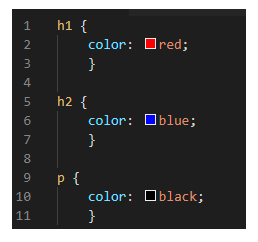 1 h1 {
2 color: red;
3 }
4
5 h2 {
6 color: blue;
7 }
8
9 p {
10 color: black;
11 }